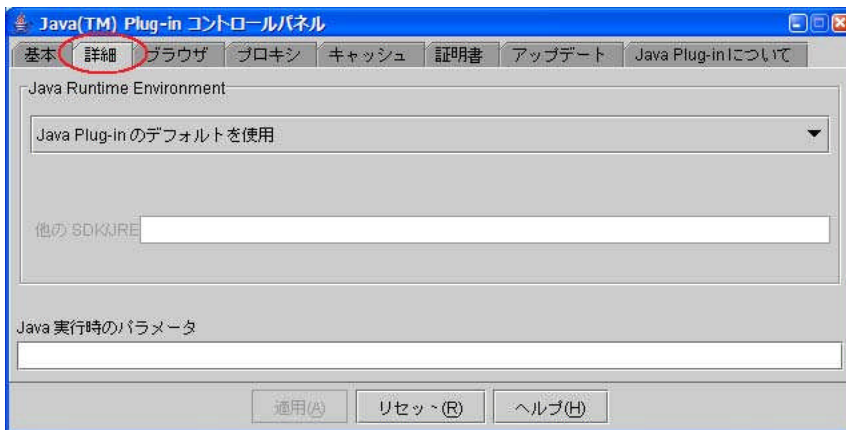 Java(TM) Plug-in コントロールパネル
基本 詳細 ブラウザ プロキシ キャッシュ 証明書 アップデート Java Plug-inについて
Java Runtime Environment
Java Plug-in のデフォルトを使用
他の SDK/JRE
Java 実行時のパラメータ
適用(A) リセット(R) ヘルプ(H)